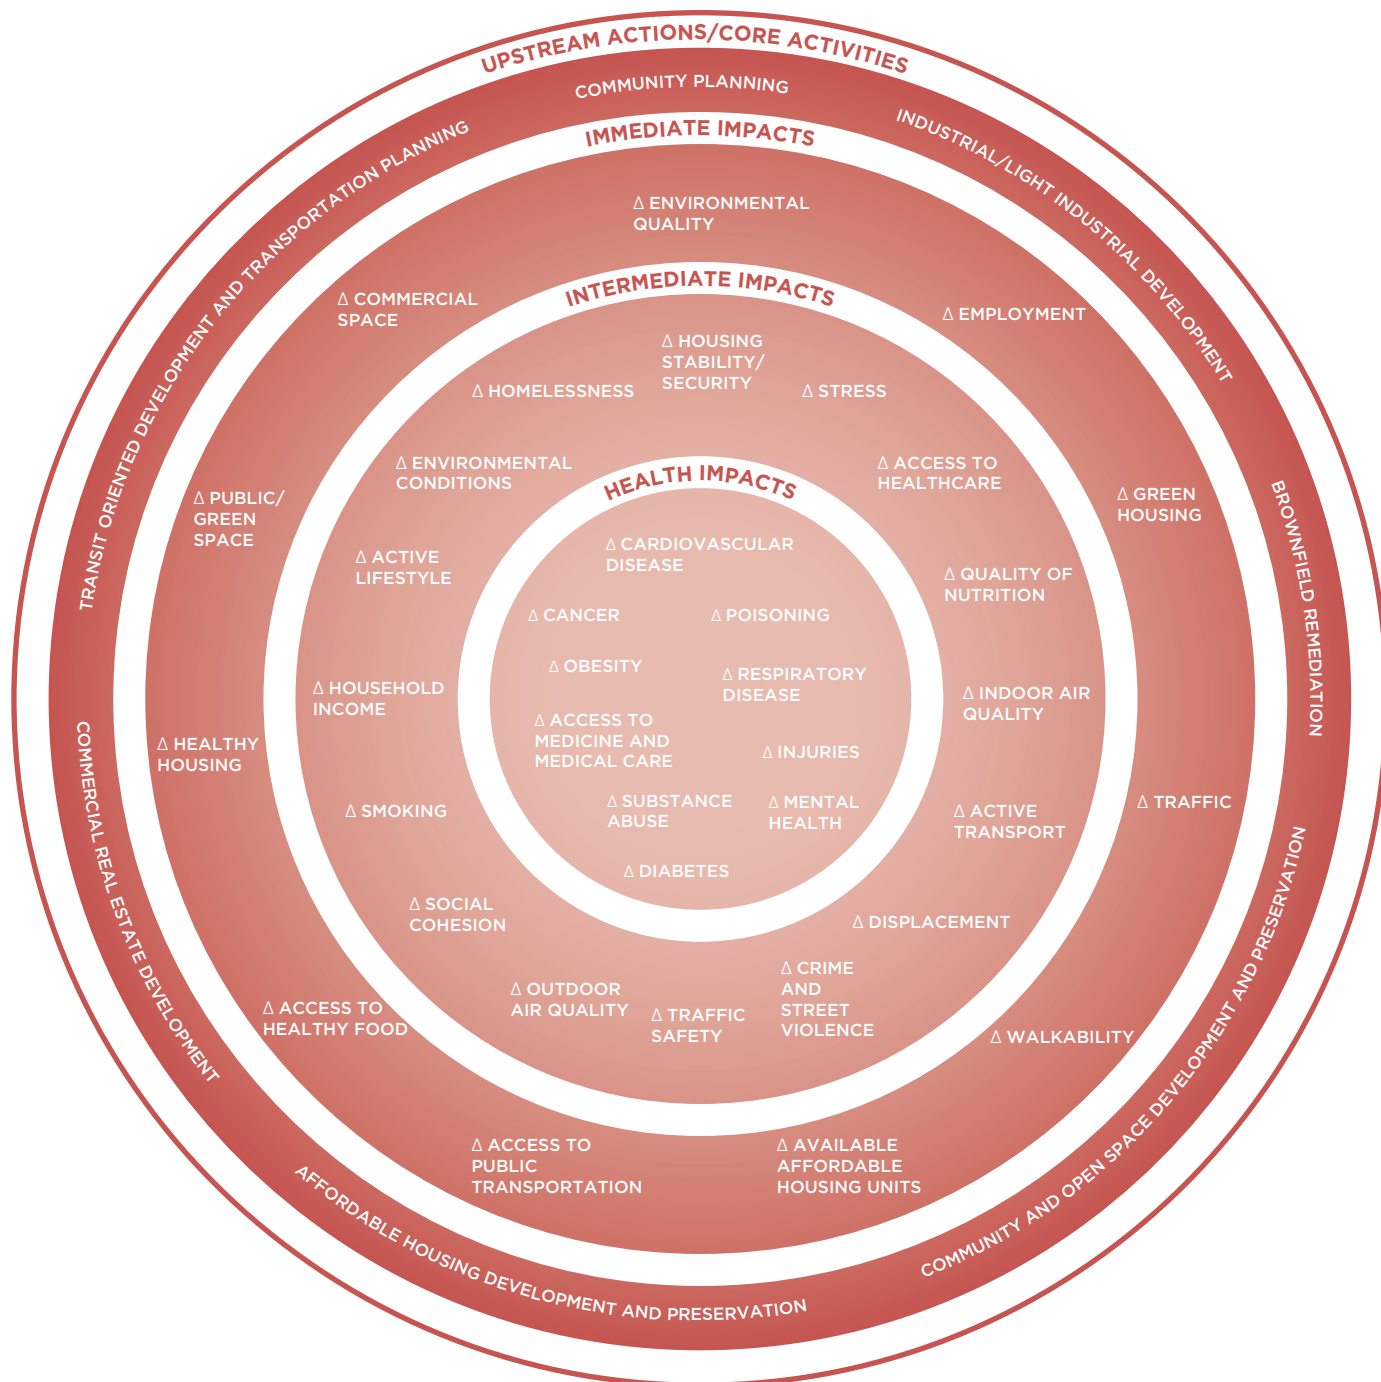 UPSTREAM ACTIONS/CORE ACTIVITIES
COMMUNITY PLANNING
INDUSTRIAL/LIGHT INDUSTRIAL DEVELOPMENT
BROWNFIELD REMEDIATION
COMMUNITY AND OPEN SPACE DEVELOPMENT AND PRESERVATION
AFFORDABLE HOUSING DEVELOPMENT AND PRESERVATION
COMMERCIAL REAL ESTATE DEVELOPMENT
TRANSIT ORIENTED DEVELOPMENT AND TRANSPORTATION PLANNING
IMMEDIATE IMPACTS
Δ ENVIRONMENTAL
QUALITY
Δ EMPLOYMENT
Δ GREEN
HOUSING
Δ TRAFFIC
Δ WALKABILITY
Δ AVAILABLE
AFFORDABLE
HOUSING UNITS
Δ ACCESS TO
PUBLIC
TRANSPORTATION
Δ ACCESS TO
HEALTHY FOOD
Δ HEALTHY
HOUSING
Δ PUBLIC/
GREEN
SPACE
Δ COMMERCIAL
SPACE
INTERMEDIATE IMPACTS
Δ HOUSING
STABILITY/
SECURITY
Δ STRESS
Δ ACCESS TO
HEALTHCARE
Δ QUALITY OF
NUTRITION
Δ INDOOR AIR
QUALITY
Δ ACTIVE
TRANSPORT
Δ DISPLACEMENT
Δ CRIME
AND
STREET
VIOLENCE
Δ TRAFFIC
SAFETY
Δ OUTDOOR
AIR QUALITY
Δ SOCIAL
COHESION
Δ SMOKING
Δ HOUSEHOLD
INCOME
Δ ACTIVE
LIFESTYLE
Δ ENVIRONMENTAL
CONDITIONS
Δ HOMELESSNESS
HEALTH IMPACTS
Δ CARDIOVASCULAR
DISEASE
Δ CANCER
Δ POISONING
Δ OBESITY
Δ RESPIRATORY
DISEASE
Δ ACCESS TO
MEDICINE AND
MEDICAL CARE
Δ INJURIES
Δ SUBSTANCE
ABUSE
Δ MENTAL
HEALTH
Δ DIABETES